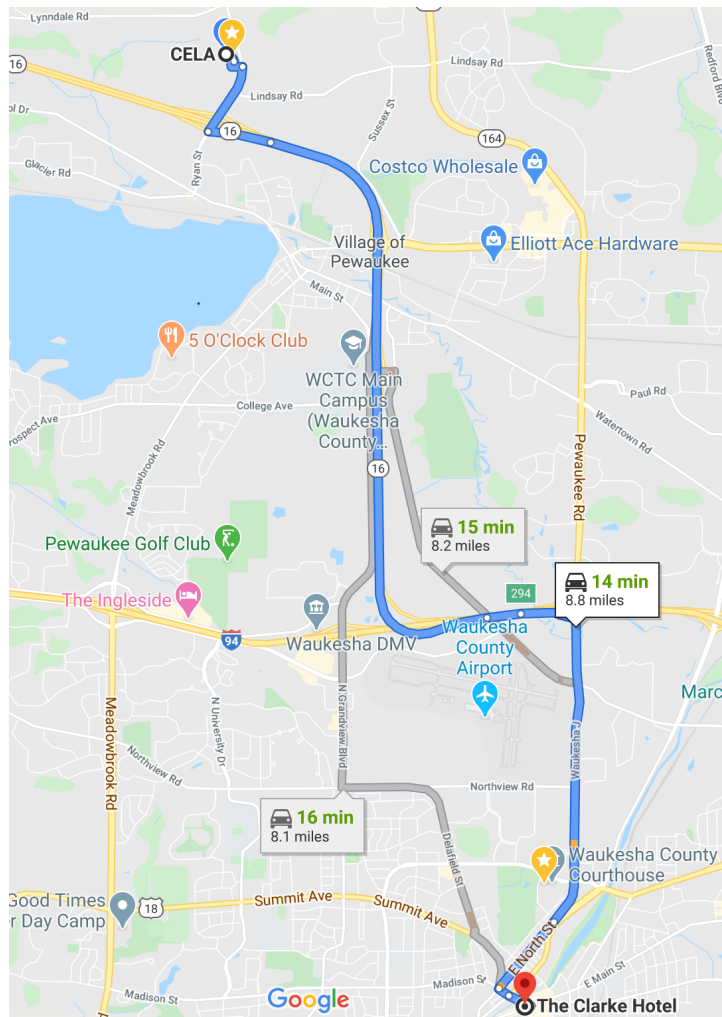 Lynndale Rd
CELA
16
Lindsay Rd
Lindsay Rd
Redford Blvd
16
ol Dr
Ryan St
Sussex St
164
Glacier Rd
Costco Wholesale
Village of
Pewaukee
Elliott Ace Hardware
Main St
5 O'Clock Club
WCTC Main
Campus
(Waukesha
County...
College Ave
Paul Rd
Watertown Rd
rospect Ave
Meadowbrook Rd
16
Pewaukee Rd
15 min
8.2 miles
Pewaukee Golf Club
294
14 min
8.8 miles
The Ingleside
94
Waukesha DMV
Waukesha
County
Airport
Marc
Meadowbrook Rd
N University Dr
N Grandview Blvd
Waukesha J
Northview Rd
Northview Rd
16 min
8.1 miles
Delafield St
Waukesha County
Courthouse
Good Times
r Day Camp
18
Summit Ave
Summit Ave
E North St
E Main St
Madison St
Madison St
Google
The Clarke Hotel